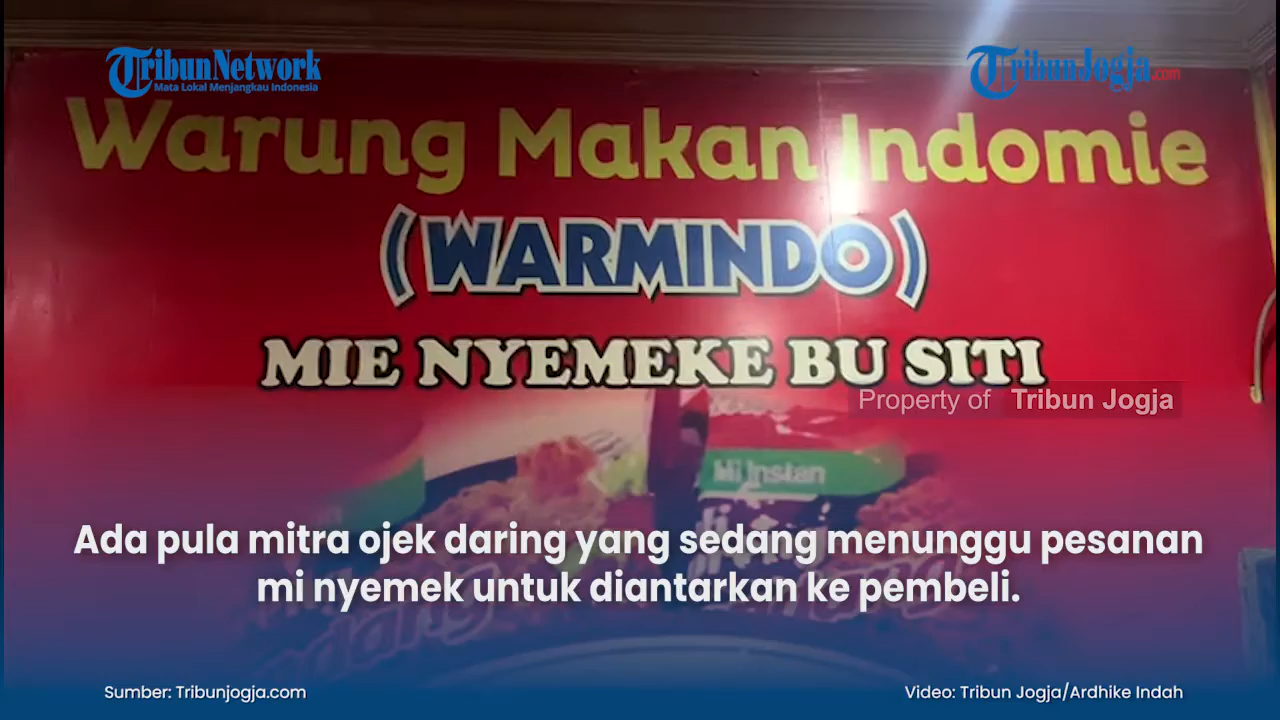 TribunNetwork
Mata Lokal Menjangkau Indonesia
TribunJogja.com
Warung Makan Indomie
(WARMINDO)
MIE NYEMEKE BU SITI
Property of Tribun Jogja
Mi Instan
Ada pula mitra ojek daring yang sedang menunggu pesanan
mi nyemek untuk diantarkan ke pembeli.
Sumber: Tribunjogja.com
Video: Tribun Jogja/Ardhike Indah